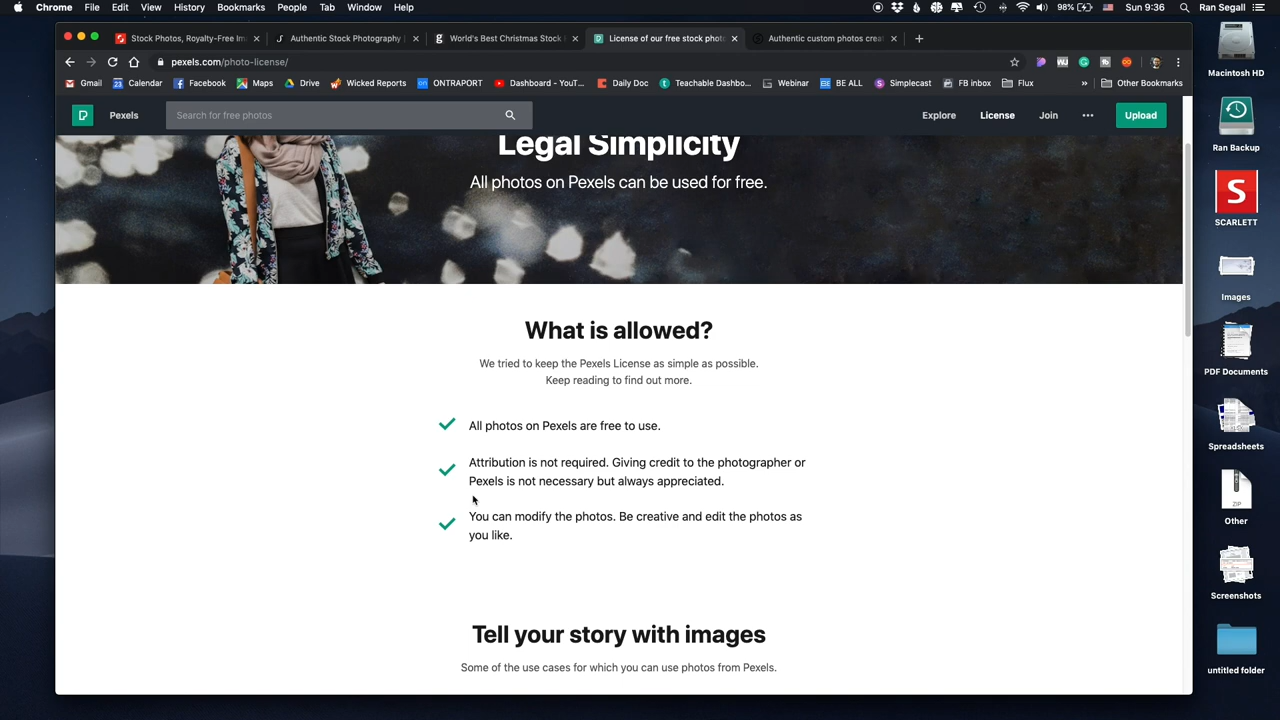 Chrome File Edit View History Bookmarks People Tab Window Help
98% Sun 9:36 Ran Segall
Stock Photos, Royalty-Free Im
Authentic Stock Photography |
World's Best Christmas Stock
License of our free stock phot
Authentic custom photos creat
pexels.com/photo-license/
Gmail Calendar Facebook Maps Drive Wicked Reports ONTRAPORT Dashboard - YouT... Daily Doc Teachable Dashbo... Webinar BE ALL Simplecast FB inbox Flux » Other Bookmarks
Pexels Search for free photos Explore License Join ••• Upload
Legal Simplicity
All photos on Pexels can be used for free.
What is allowed?
We tried to keep the Pexels License as simple as possible.
Keep reading to find out more.
All photos on Pexels are free to use.
Attribution is not required. Giving credit to the photographer or
Pexels is not necessary but always appreciated.
You can modify the photos. Be creative and edit the photos as
you like.
Tell your story with images
Some of the use cases for which you can use photos from Pexels.
Macintosh HD
Ran Backup
S
SCARLETT
Images
PDF Documents
Spreadsheets
ZIP
Other
Screenshots
untitled folder